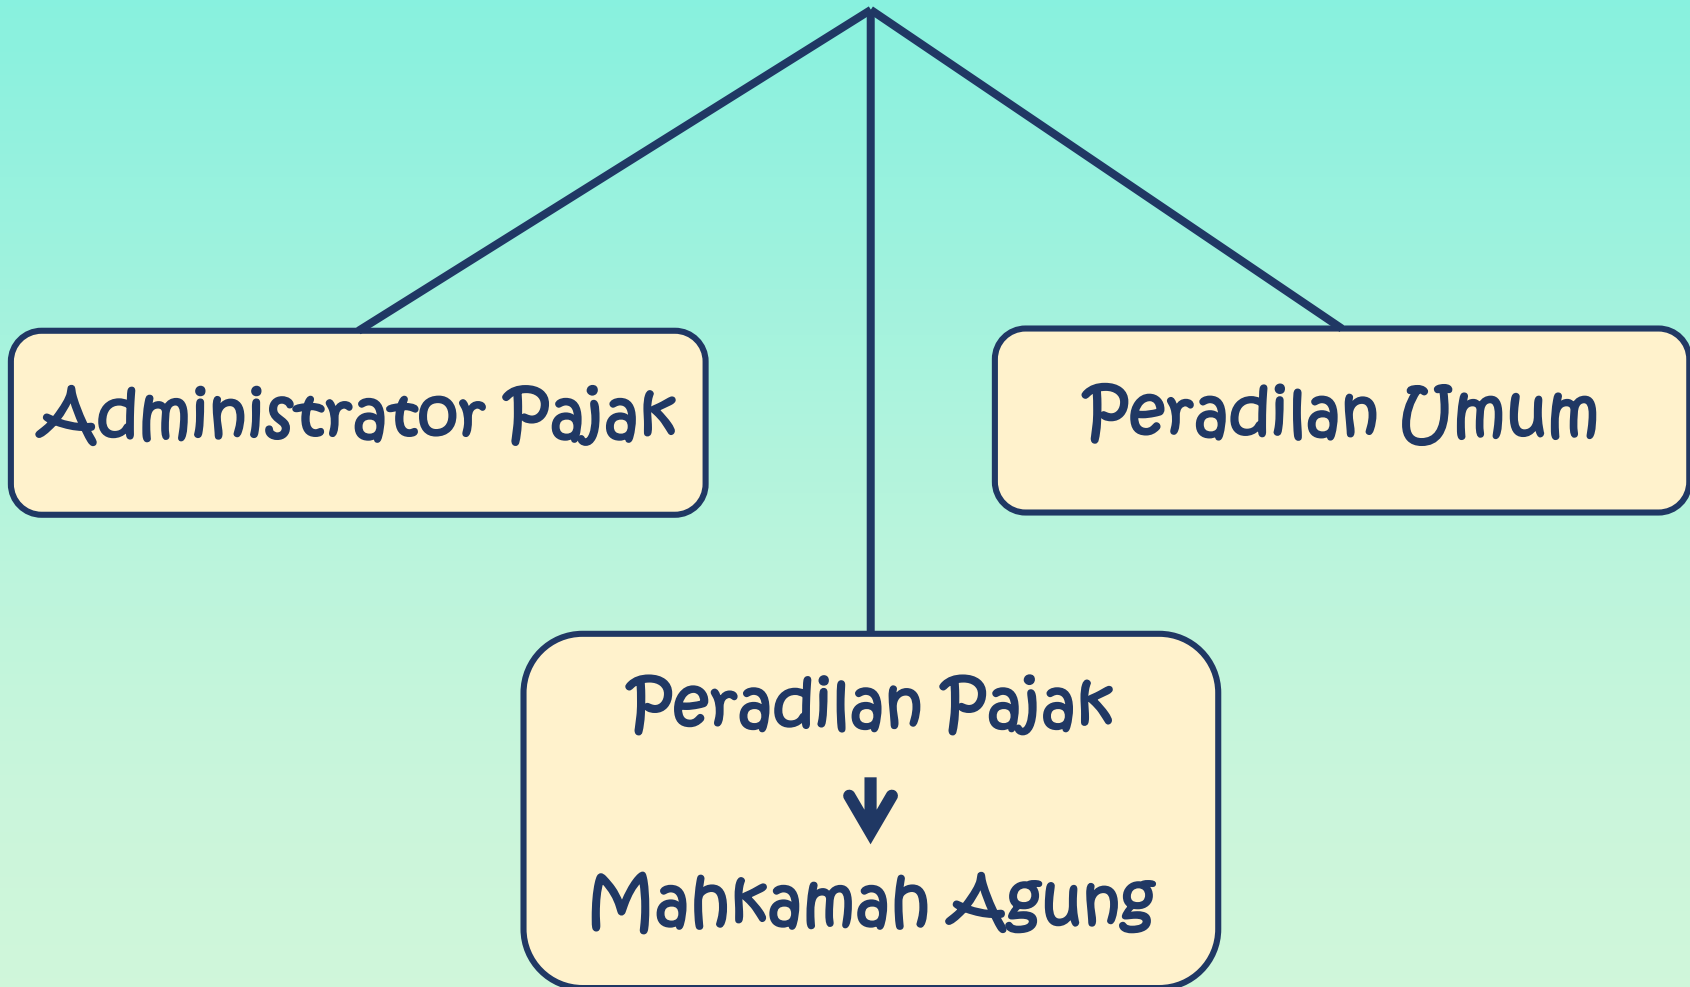 Administrator Pajak
Peradilan Umum
Peradilan Pajak
Mahkamah Agung